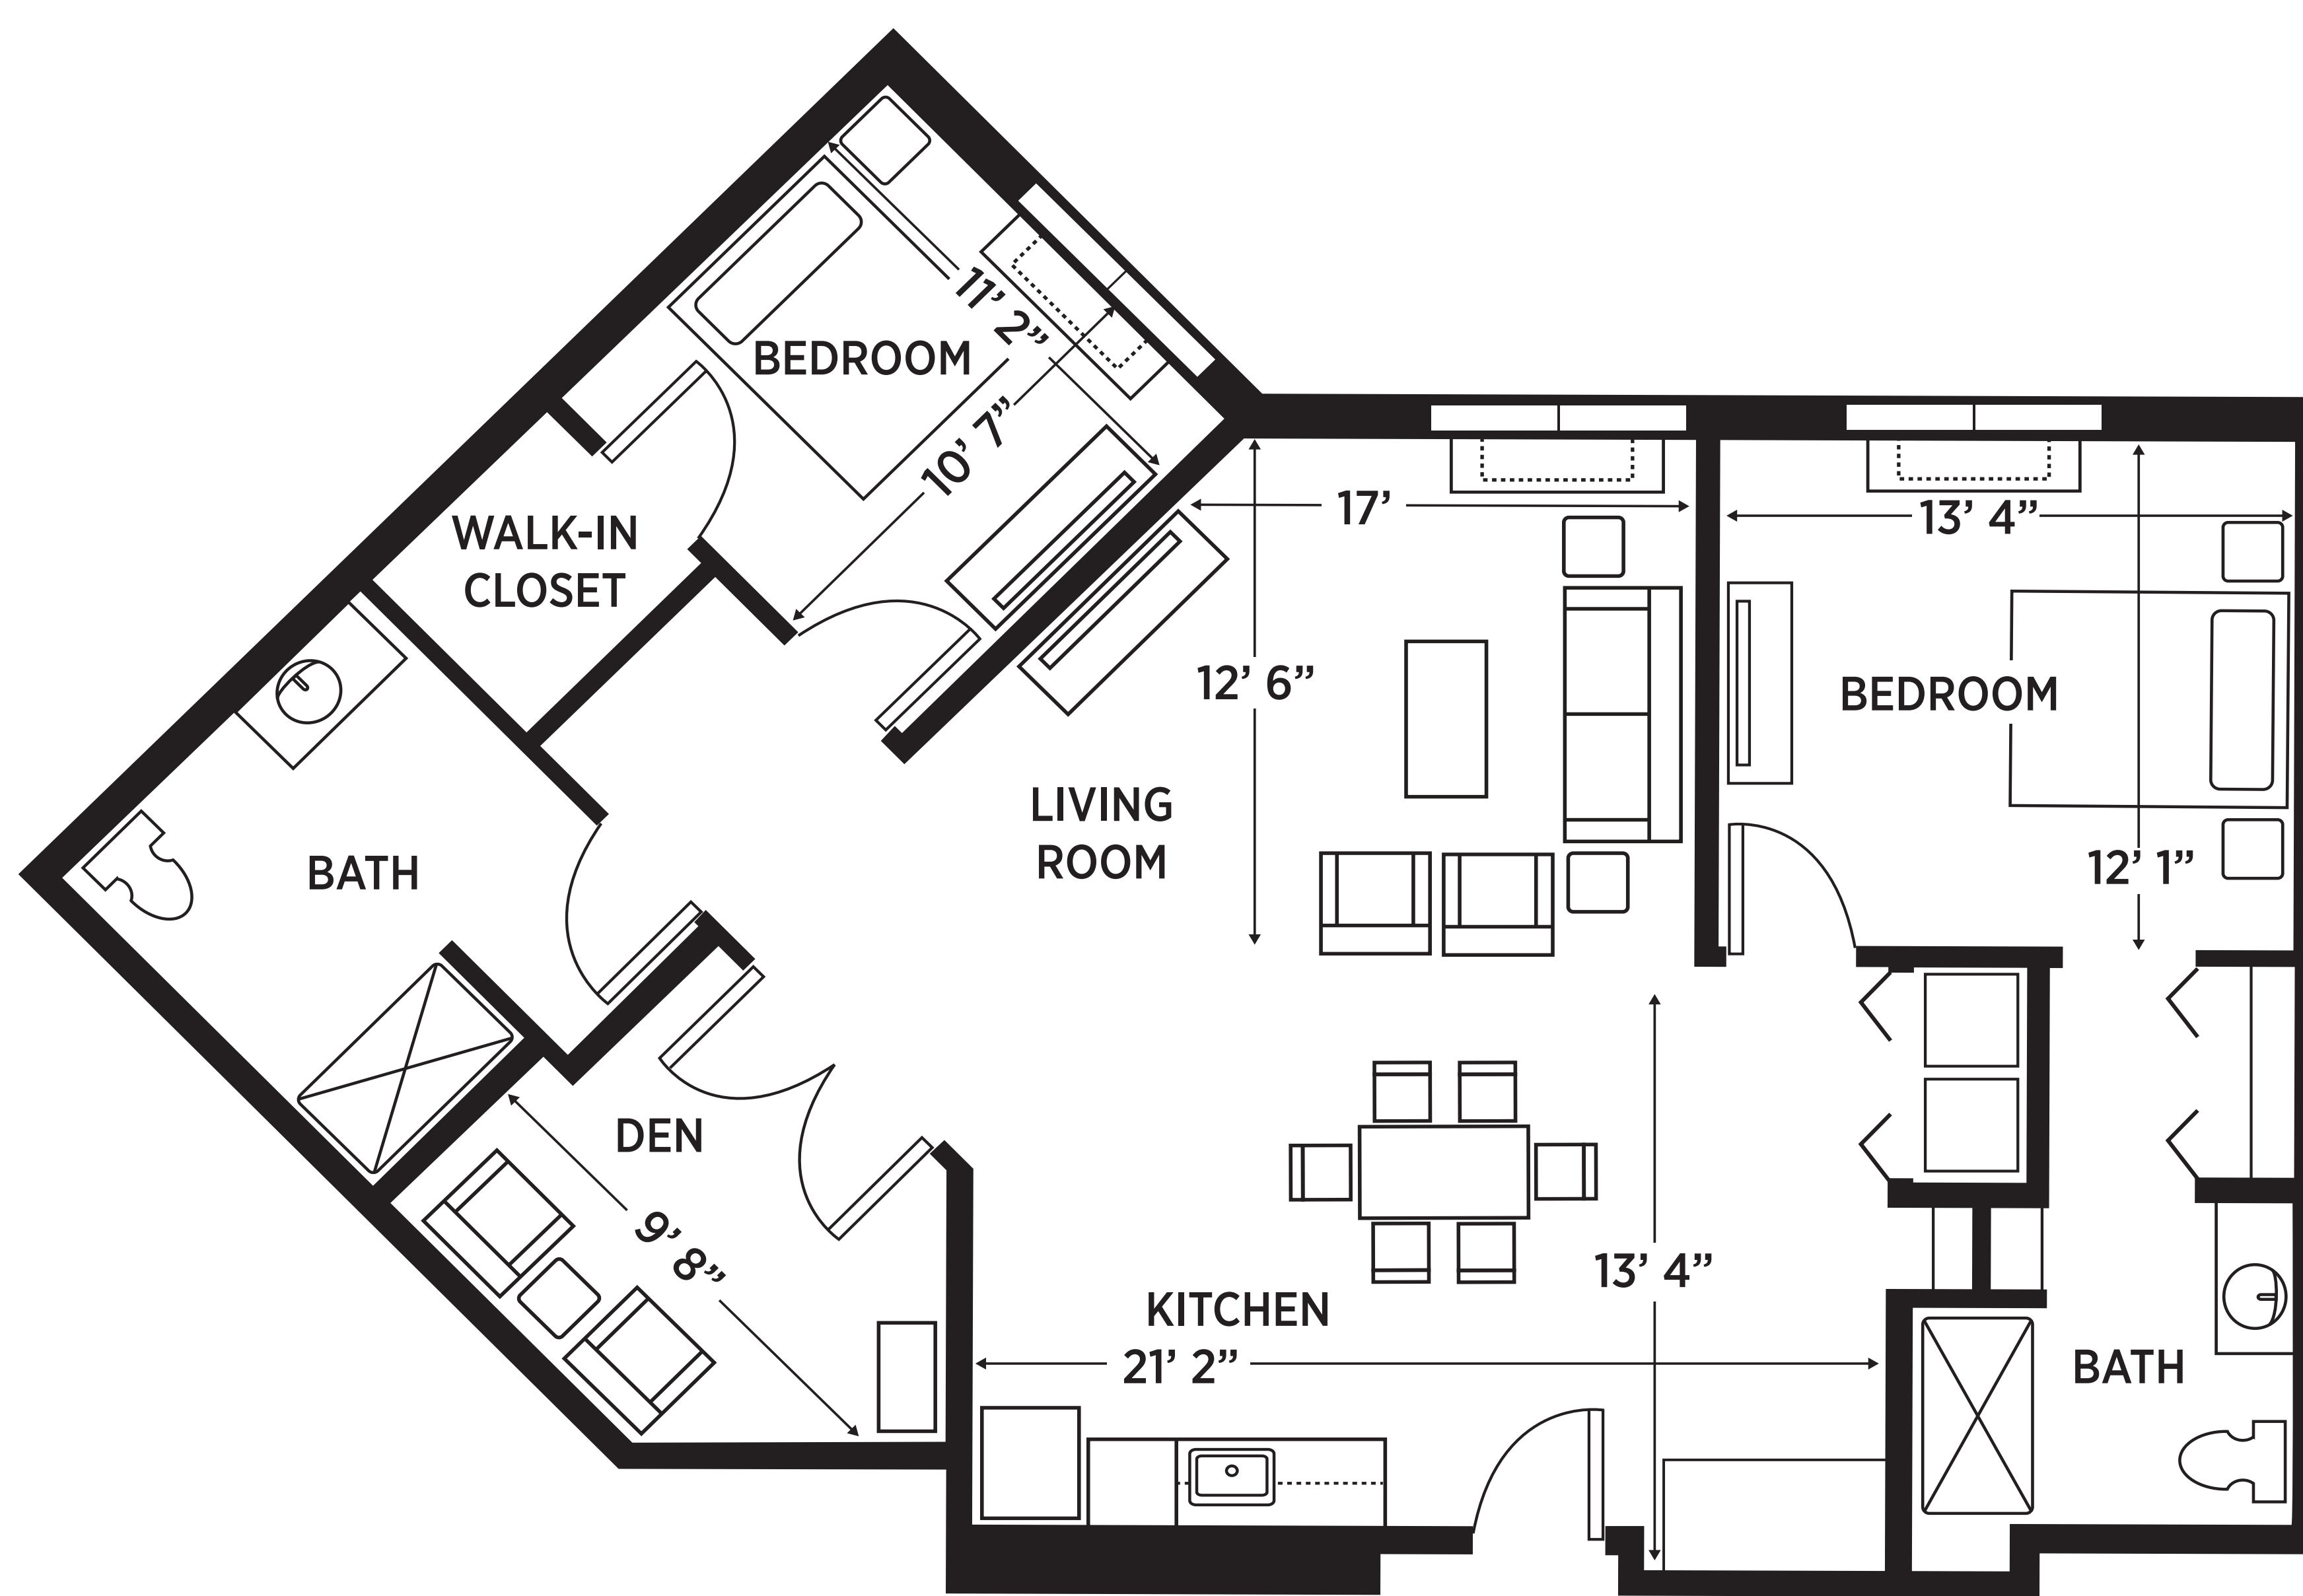 11’ 2”
BEDROOM
10’ 7”
WALK-IN
CLOSET
17’
13’ 4”
12’ 6”
BEDROOM
LIVING
ROOM
12’ 1”
BATH
DEN
9’ 8”
13’ 4”
KITCHEN
21’ 2”
BATH